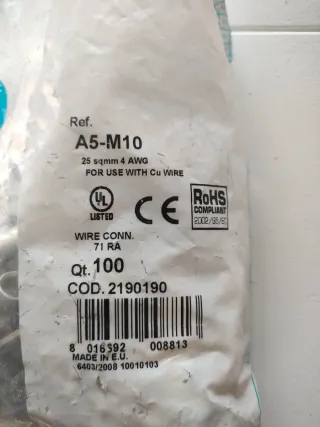 Ref.
A5-M10
25 sqmm 4 AWG
FOR USE WITH Cu WIRE
UL
LISTED
CE
RoHS
COMPLIANT
2002/95/EC
WIRE CONN.
71 RA
Qt. 100
COD. 2190190
8 016392 008813
MADE IN E.U.
6403/2008 10010103